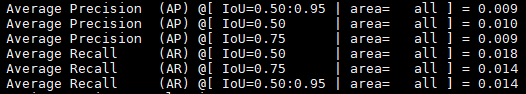 Average Precision  (AP) @[ IoU=0.50:0.95 | area=   all ] = 0.009
Average Precision  (AP) @[ IoU=0.50      | area=   all ] = 0.010
Average Precision  (AP) @[ IoU=0.75      | area=   all ] = 0.009
Average Recall     (AR) @[ IoU=0.50      | area=   all ] = 0.018
Average Recall     (AR) @[ IoU=0.75      | area=   all ] = 0.014
Average Recall     (AR) @[ IoU=0.50:0.95 | area=   all ] = 0.014